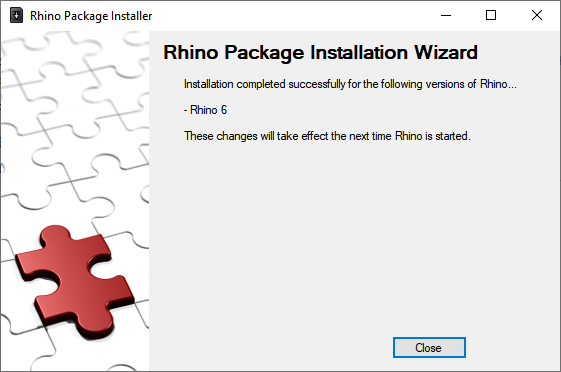 Rhino Package Installer
Rhino Package Installation Wizard
Installation completed successfully for the following versions of Rhino...
- Rhino 6
These changes will take effect the next time Rhino is started.
Close